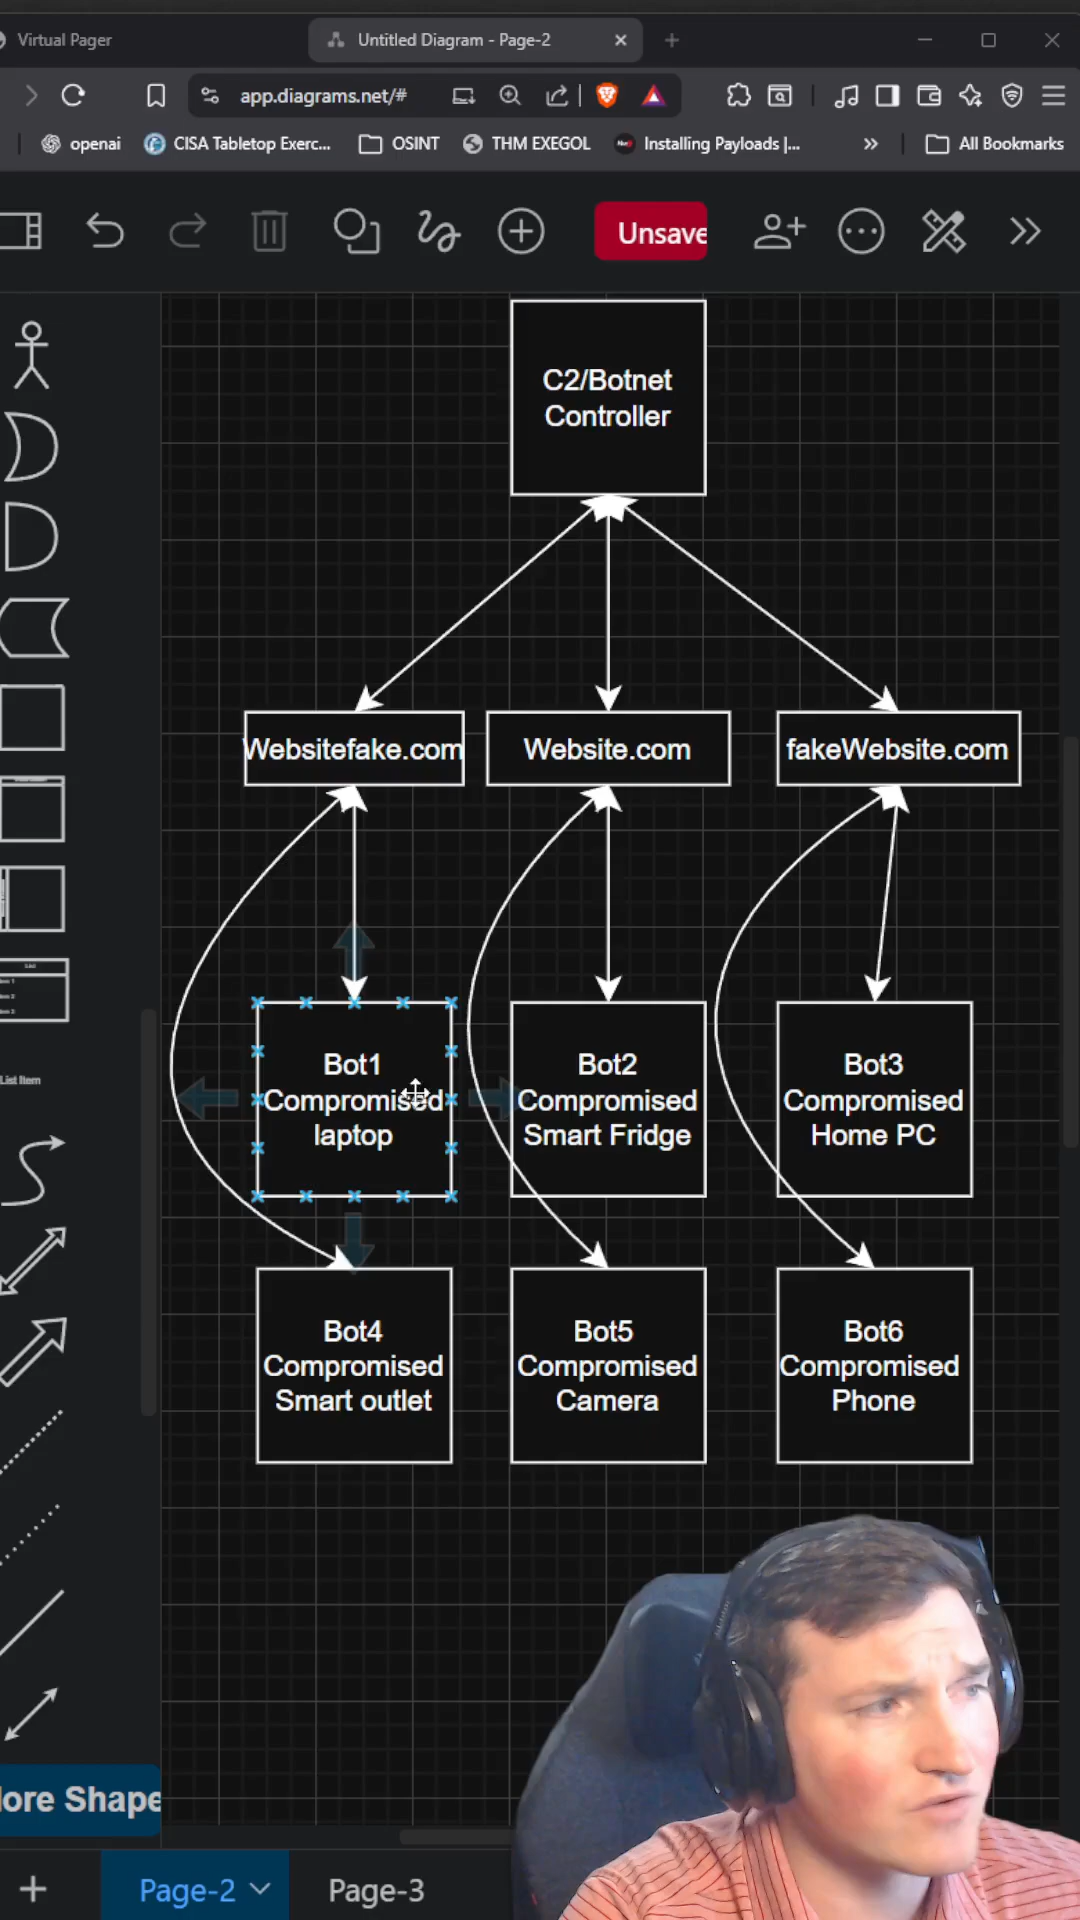 Virtual Pager
Untitled Diagram - Page-2
app.diagrams.net/#
openai
CISA Tabletop Exerc...
OSINT
THM EXEGOL
Installing Payloads |...
All Bookmarks
Unsave
C2/Botnet
Controller
Websitefake.com
Website.com
fakeWebsite.com
Bot1
Compromised
laptop
Bot2
Compromised
Smart Fridge
Bot3
Compromised
Home PC
List Item
Bot4
Compromised
Smart outlet
Bot5
Compromised
Camera
Bot6
Compromised
Phone
ore Shape
Page-2
Page-3